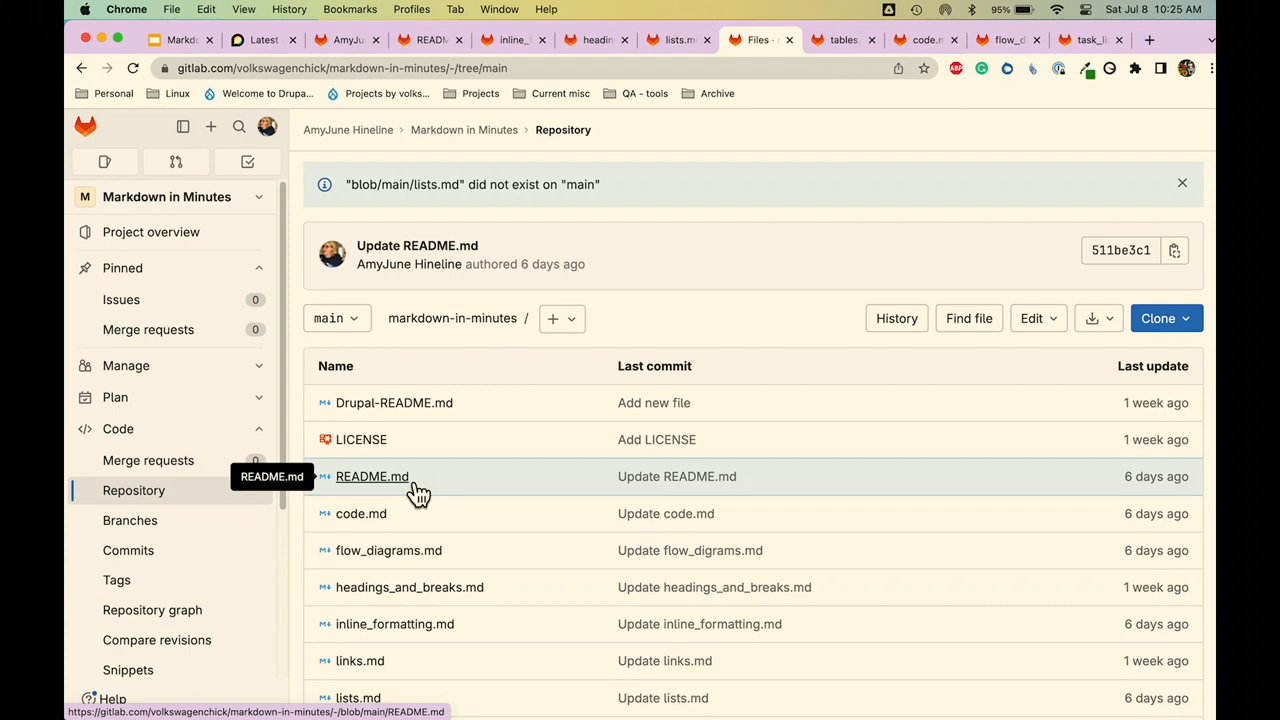 Chrome File Edit View History Bookmarks Profiles Tab Window Help 95% Sat Jul 8 10:25 AM
Markdo Latest AmyJu READM inline_f headin lists.md Files · tables. code.m flow_d task_li
gitlab.com/volkswagenchick/markdown-in-minutes/-/tree/main ABP
Personal Linux Welcome to Drupa... Projects by volks... Projects Current misc QA - tools Archive
AmyJune Hineline › Markdown in Minutes › Repository
"blob/main/lists.md" did not exist on "main"
M Markdown in Minutes
Project overview
Pinned
Issues 0
Merge requests 0
Manage
Plan
Code
Merge requests 0
Repository
Branches
Commits
Tags
Repository graph
Compare revisions
Snippets
Help
Update README.md
AmyJune Hineline authored 6 days ago
511be3c1
main markdown-in-minutes / + History Find file Edit Clone
Name Last commit Last update
Drupal-README.md Add new file 1 week ago
LICENSE Add LICENSE 1 week ago
README.md README.md Update README.md 6 days ago
code.md Update code.md 6 days ago
flow_diagrams.md Update flow_digrams.md 6 days ago
headings_and_breaks.md Update headings_and_breaks.md 1 week ago
inline_formatting.md Update inline_formatting.md 6 days ago
links.md Update links.md 1 week ago
lists.md Update lists.md 6 days ago
https://gitlab.com/volkswagenchick/markdown-in-minutes/-/blob/main/README.md